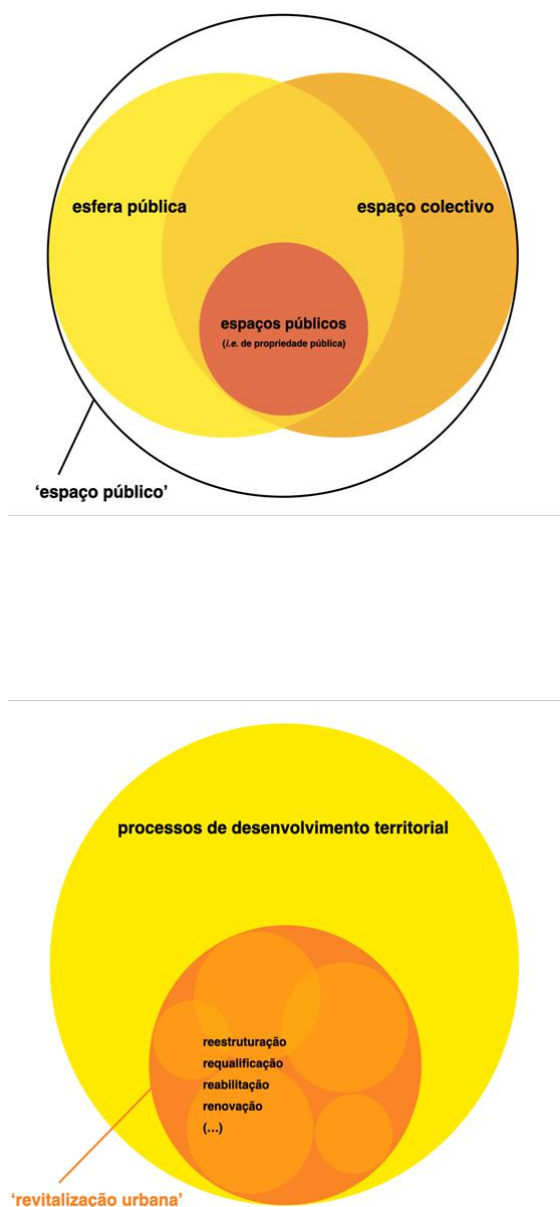 esfera pública
espaço colectivo
espaços públicos
(i.e. de propriedade pública)
‘espaço público’
processos de desenvolvimento territorial
reestruturação
requalificação
reabilitação
renovação
(...)
‘revitalização urbana’